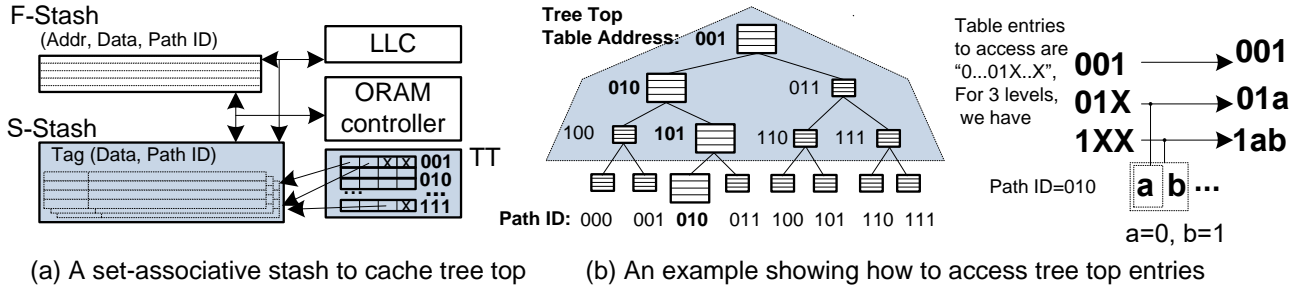 F-Stash
(Addr, Data, Path ID)
LLC
ORAM
controller
S-Stash
Tag (Data, Path ID)
TT
X X 001
010
... ...
X 111
(a) A set-associative stash to cache tree top
Tree Top
Table Address: 001
010
011
100
101
110
111
Path ID: 000 001 010 011 100 101 110 111
Table entries
to access are
“0...01X..X”,
For 3 levels,
we have
001 001
01X 01a
1XX 1ab
Path ID=010 a b ...
a=0, b=1
(b) An example showing how to access tree top entries